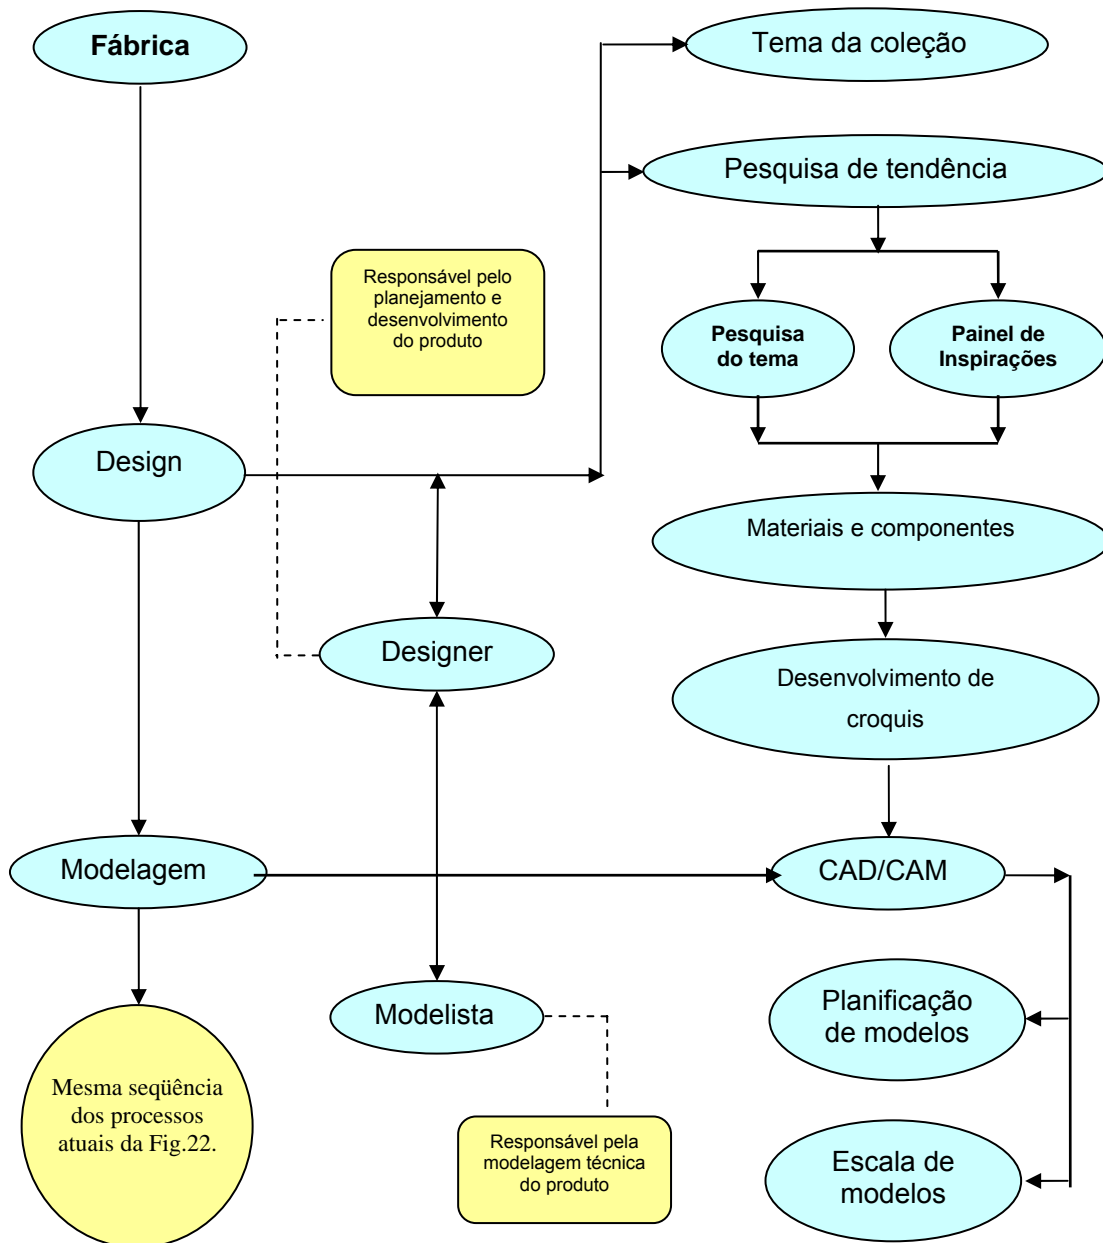 Fábrica
Tema da coleção
Pesquisa de tendência
Responsável pelo
planejamento e
desenvolvimento
do produto
Pesquisa
do tema
Painel de
Inspirações
Design
Materiais e componentes
Designer
Desenvolvimento de
croquis
Modelagem
CAD/CAM
Modelista
Planificação
de modelos
Mesma seqüência
dos processos
atuais da Fig.22.
Responsável pela
modelagem técnica
do produto
Escala de
modelos